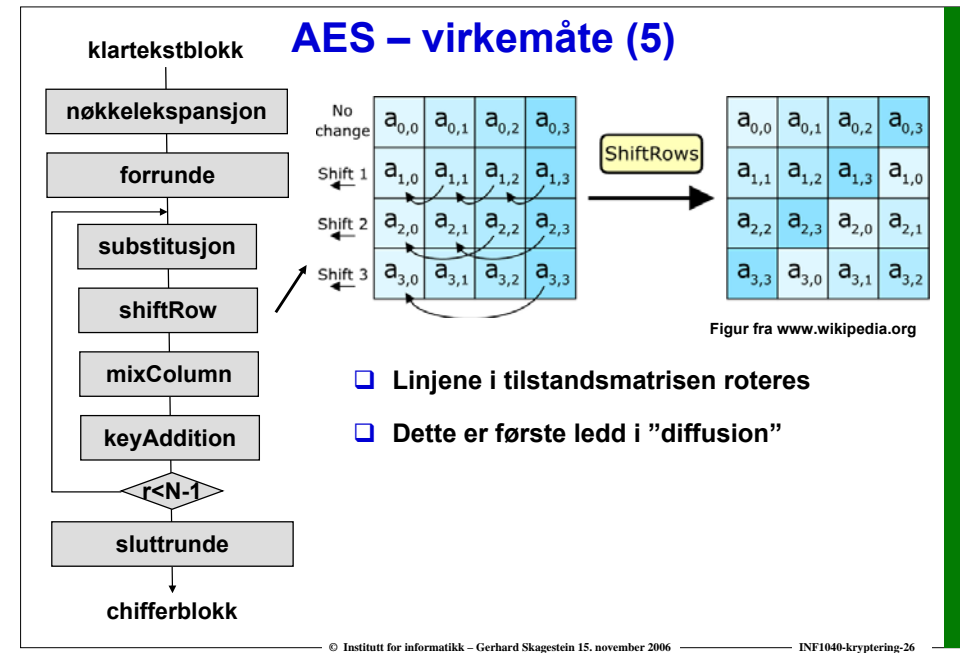 AES – virkemåte (5)
klartekstblokk
nøkkelekspansjon
forrunde
substitusjon
shiftRow
mixColumn
keyAddition
r<N-1
sluttrunde
chifferblokk
No
change
a0,0 a0,1 a0,2 a0,3
Shift 1
a1,0 a1,1 a1,2 a1,3
Shift 2
a2,0 a2,1 a2,2 a2,3
Shift 3
a3,0 a3,1 a3,2 a3,3
ShiftRows
a0,0 a0,1 a0,2 a0,3
a1,1 a1,2 a1,3 a1,0
a2,2 a2,3 a2,0 a2,1
a3,3 a3,0 a3,1 a3,2
Figur fra www.wikipedia.org
Linjene i tilstandsmatrisen roteres
Dette er første ledd i ”diffusion”
© Institutt for informatikk – Gerhard Skagestein 15. november 2006
INF1040-kryptering-26